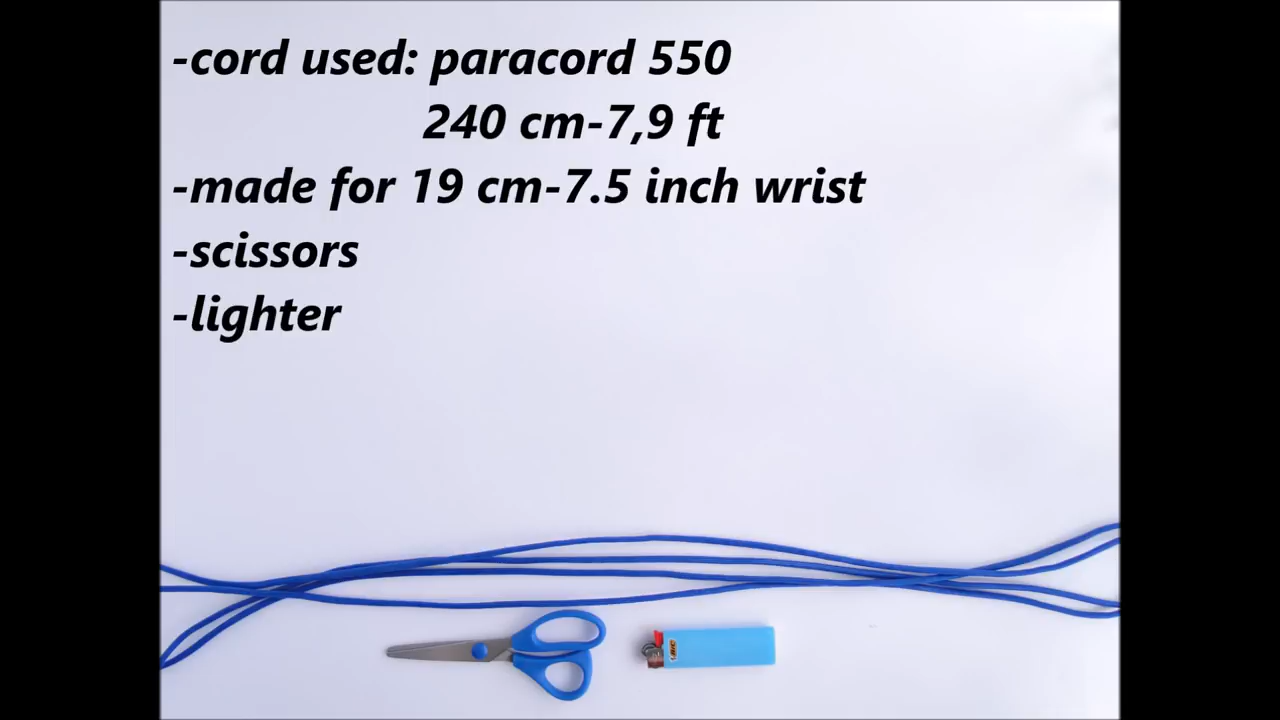 -cord used: paracord 550
240 cm-7,9 ft
-made for 19 cm-7.5 inch wrist
-scissors
-lighter
BIC